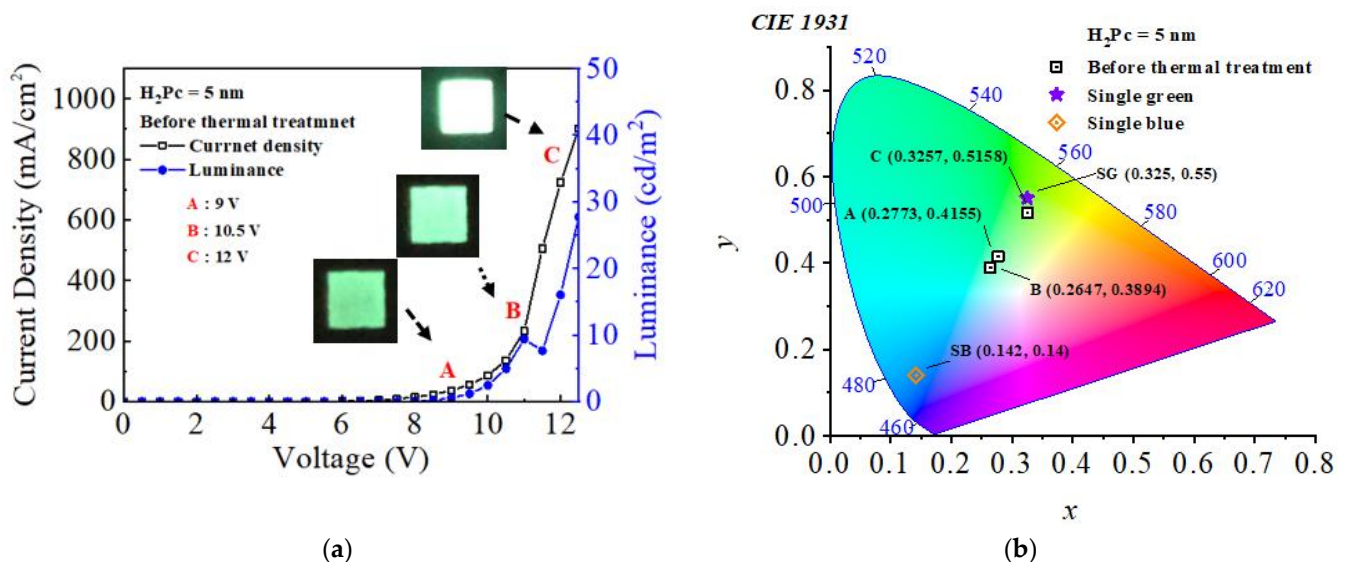 H₂Pc = 5 nm
Before thermal treatmnet
Currnet density
Luminance
A : 9 V
B : 10.5 V
C : 12 V
A
B
C
Current Density (mA/cm²)
1000
800
600
400
200
0
Luminance (cd/m²)
50
40
30
20
10
0
0 2 4 6 8 10 12
Voltage (V)
(a)
CIE 1931
H₂Pc = 5 nm
Before thermal treatment
Single green
Single blue
520
540
560
580
600
620
500
480
460
C (0.3257, 0.5158)
SG (0.325, 0.55)
A (0.2773, 0.4155)
B (0.2647, 0.3894)
SB (0.142, 0.14)
y
0.8
0.6
0.4
0.2
0.0
0.0 0.1 0.2 0.3 0.4 0.5 0.6 0.7 0.8
x
(b)